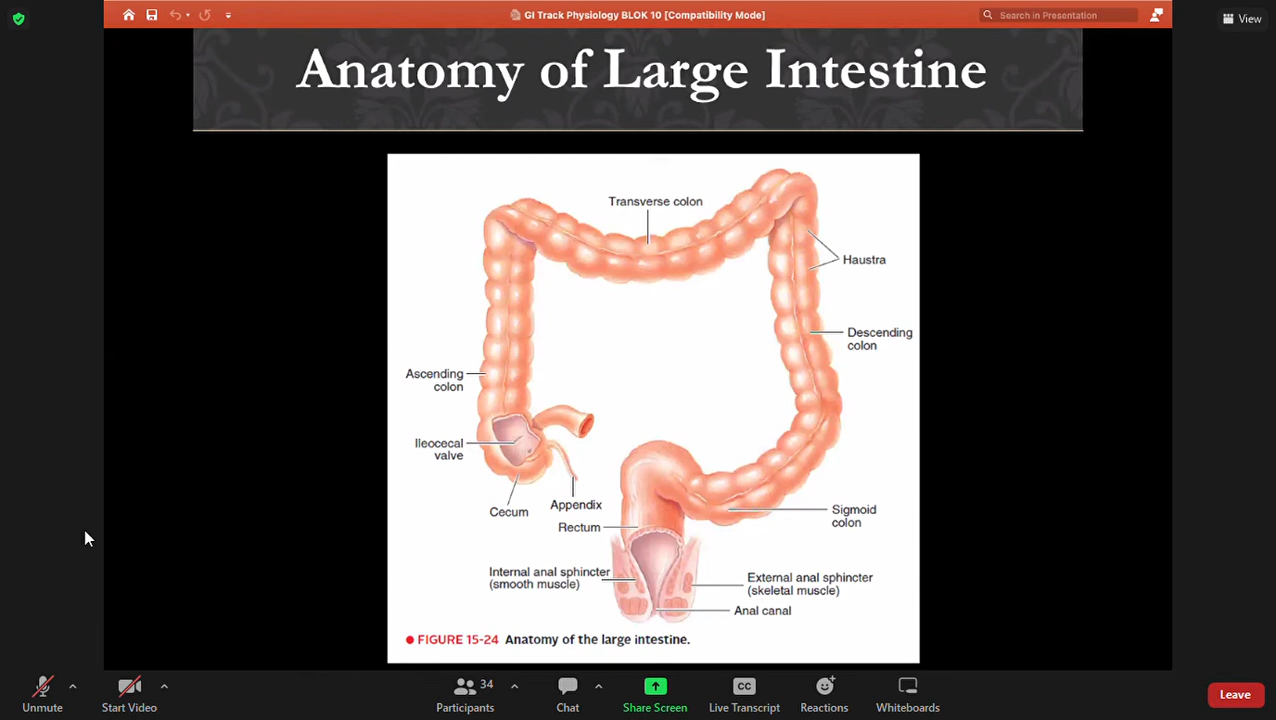 GI Track Physiology BLOK 10 [Compatibility Mode]
Search in Presentation
View
Anatomy of Large Intestine
Transverse colon
Haustra
Descending
colon
Ascending
colon
Ileocecal
valve
Cecum
Appendix
Rectum
Sigmoid
colon
Internal anal sphincter
(smooth muscle)
External anal sphincter
(skeletal muscle)
Anal canal
FIGURE 15-24 Anatomy of the large intestine.
Unmute
Start Video
34
Participants
Chat
Share Screen
CC
Live Transcript
Reactions
Whiteboards
Leave